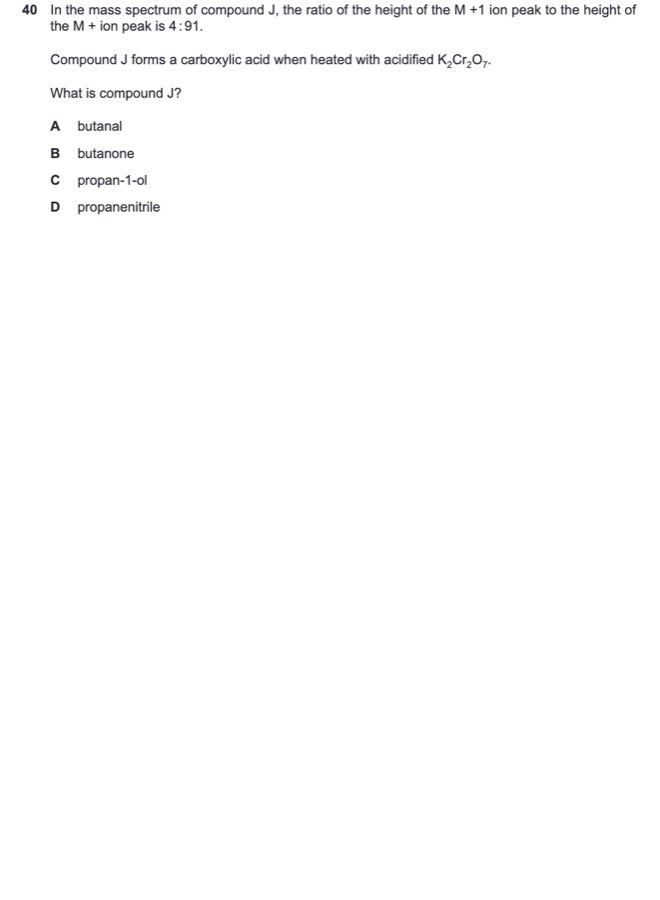 40 In the mass spectrum of compound J, the ratio of the height of the M +1 ion peak to the height of
the M + ion peak is 4:91.
Compound J forms a carboxylic acid when heated with acidified K₂Cr₂O₇.
What is compound J?
A butanal
B butanone
C propan-1-ol
D propanenitrile